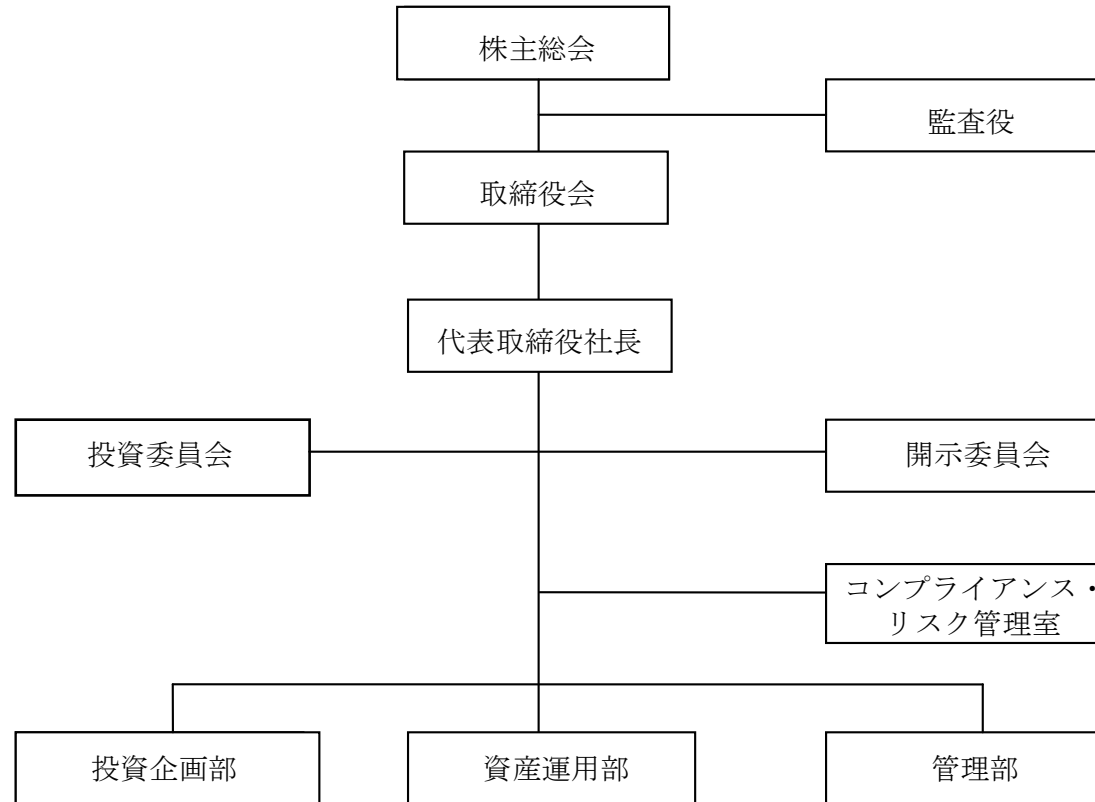 株主総会
監査役
取締役会
代表取締役社長
投資委員会
開示委員会
コンプライアンス・
リスク管理室
投資企画部
資産運用部
管理部